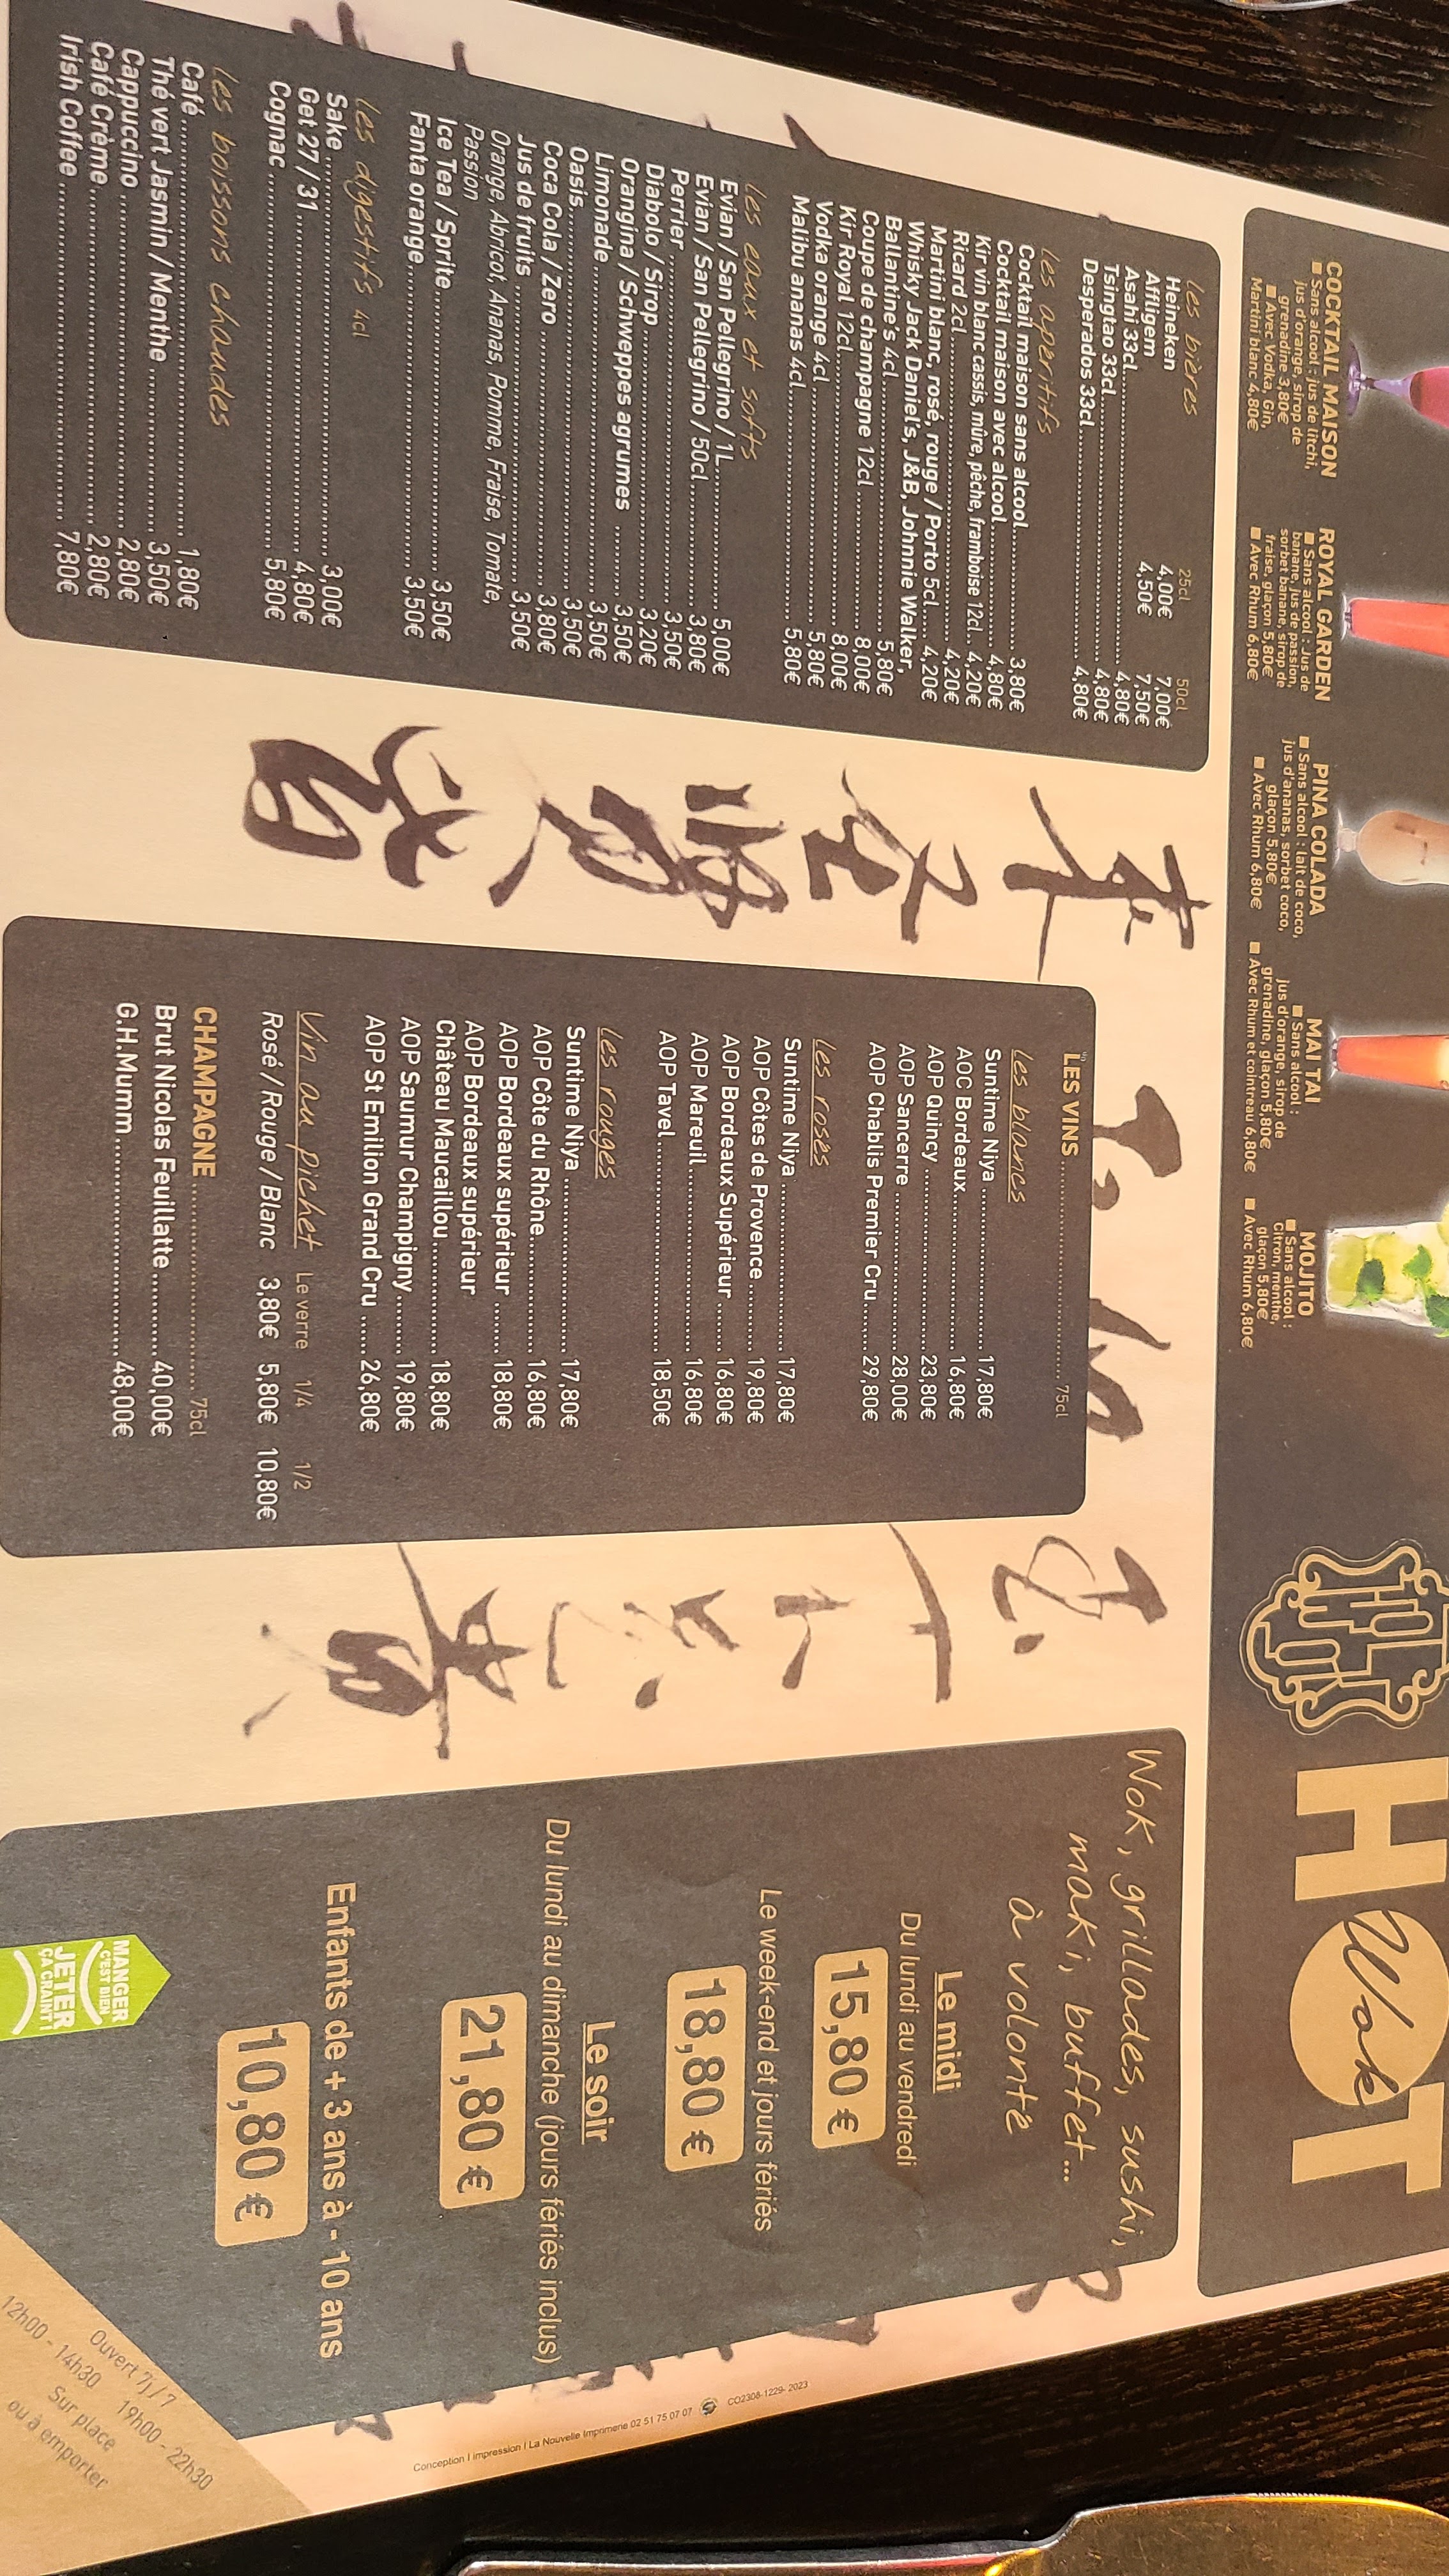 COCKTAIL MAISON
■ Sans alcool : jus de litchi,
jus d'orange, sirop de
grenadine 3,80€
■ Avec Vodka, Gin,
Martini blanc 4,80€
ROYAL GARDEN
■ Sans alcool : Jus de
banane, jus de passion,
sorbet banane, sirop de
fraise, glaçon 5,80€
■ Avec Rhum 6,80€
PINA COLADA
■ Sans alcool : lait de coco,
jus d'ananas, sorbet coco,
glaçon 5,80€
■ Avec Rhum 6,80€
MAI TAI
■ Sans alcool :
jus d'orange, sirop de
grenadine, glaçon 5,80€
■ Avec Rhum et cointreau 6,80€
MOJITO
■ Sans alcool :
Citron, menthe,
glaçon 5,80€
■ Avec Rhum 6,80€
HOT
Wok
les bières 25cl 50cl
Heineken 4,00€ 7,00€
Affligem 4,50€ 7,50€
Asahi 33cl 4,80€
Tsingtao 33cl 4,80€
Desperados 33cl 4,80€
les aperitifs
Cocktail maison sans alcool 3,80€
Cocktail maison avec alcool 4,80€
Kir vin blanc cassis, mûre, pêche, framboise 12cl 4,20€
Ricard 2cl 4,20€
Martini blanc, rosé, rouge / Porto 5cl 4,20€
Whisky Jack Daniel's, J&B, Johnnie Walker,
Ballantine's 4cl 5,80€
Coupe de champagne 12cl 8,00€
Kir Royal 12cl 8,00€
Vodka orange 4cl 5,80€
Malibu ananas 4cl 5,80€
les eaux et softs
Evian / San Pellegrino / 1L 5,00€
Evian / San Pellegrino / 50cl 3,80€
Perrier 3,50€
Diabolo / Sirop 3,20€
Orangina / Schweppes agrumes 3,50€
Limonade 3,50€
Oasis 3,50€
Coca Cola / Zero 3,80€
Jus de fruits 3,50€
Orange, Abricot, Ananas, Pomme, Fraise, Tomate,
Passion
Ice Tea / Sprite 3,50€
Fanta orange 3,50€
les digestifs 4cl
Sake 3,00€
Get 27 / 31 4,80€
Cognac 5,80€
les boissons chaudes
Café 1,80€
Thé vert Jasmin / Menthe 3,50€
Cappuccino 2,80€
Café Crème 2,80€
Irish Coffee 7,80€
LES VINS 75cl
les blancs
Suntime Niya 17,80€
AOC Bordeaux 16,80€
AOP Quincy 23,80€
AOP Sancerre 28,00€
AOP Chablis Premier Cru 29,80€
les roses
Suntime Niya 17,80€
AOP Côtes de Provence 19,80€
AOP Bordeaux Supérieur 16,80€
AOP Mareuil 16,80€
AOP Tavel 18,50€
les rouges
Suntime Niya 17,80€
AOP Côte du Rhône 16,80€
AOP Bordeaux supérieur 18,80€
AOP Bordeaux supérieur
Château Maucaillou 18,80€
AOP Saumur Champigny 19,80€
AOP St Emilion Grand Cru 26,80€
Vin au pichet Le verre 1/4 1/2
Rosé / Rouge / Blanc 3,80€ 5,80€ 10,80€
CHAMPAGNE 75cl
Brut Nicolas Feuillatte 40,00€
G.H.Mumm 48,00€
Wok, grillades, sushi,
maki, buffet...
à volonté
Le midi
Du lundi au vendredi
15,80 €
Le week-end et jours fériés
18,80 €
Le soir
Du lundi au dimanche (jours fériés inclus)
21,80 €
Enfants de + 3 ans à - 10 ans
10,80 €
MANGER
C'EST BIEN
JETER
ÇA CRAINT!
Ouvert 7j / 7
12h00 - 14h30 19h00 - 22h30
Sur place
ou à emporter
Conception I impression I La Nouvelle Imprimerie 02 51 75 07 07 CO2308-1229- 2023